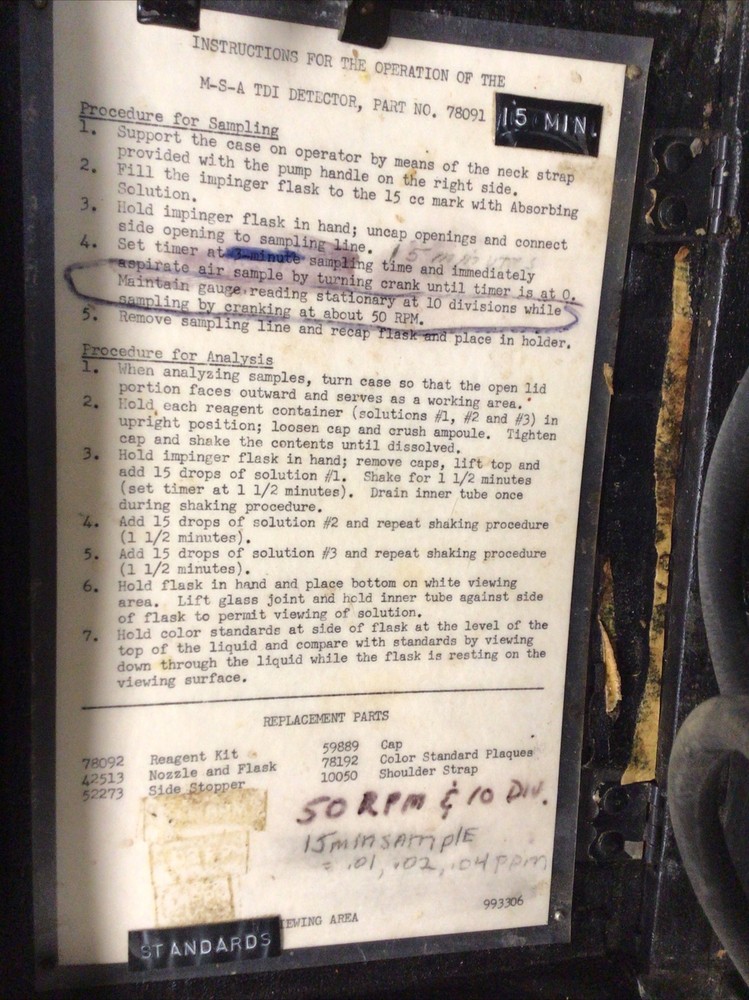 INSTRUCTIONS FOR THE OPERATION OF THE
M-S-A TDI DETECTOR, PART NO. 78091
15 MIN.
Procedure for Sampling
1. Support the case on operator by means of the neck strap
provided with the pump handle on the right side.
2. Fill the impinger flask to the 15 cc mark with Absorbing
Solution.
3. Hold impinger flask in hand; uncap openings and connect
side opening to sampling line.
15 MINUTES
4. Set timer at 3-minute sampling time and immediately
aspirate air sample by turning crank until timer is at 0.
Maintain gauge reading stationary at 10 divisions while
sampling by cranking at about 50 RPM.
5. Remove sampling line and recap flask and place in holder.
Procedure for Analysis
1. When analyzing samples, turn case so that the open lid
portion faces outward and serves as a working area.
2. Hold each reagent container (solutions #1, #2 and #3) in
upright position; loosen cap and crush ampoule. Tighten
cap and shake the contents until dissolved.
3. Hold impinger flask in hand; remove caps, lift top and
add 15 drops of solution #1. Shake for 1 1/2 minutes
(set timer at 1 1/2 minutes). Drain inner tube once
during shaking procedure.
4. Add 15 drops of solution #2 and repeat shaking procedure
(1 1/2 minutes).
5. Add 15 drops of solution #3 and repeat shaking procedure
(1 1/2 minutes).
6. Hold flask in hand and place bottom on white viewing
area. Lift glass joint and hold inner tube against side
of flask to permit viewing of solution.
7. Hold color standards at side of flask at the level of the
top of the liquid and compare with standards by viewing
down through the liquid while the flask is resting on the
viewing surface.
REPLACEMENT PARTS
78092 Reagent Kit 59889 Cap
42513 Nozzle and Flask 78192 Color Standard Plaques
52273 Side Stopper 10050 Shoulder Strap
50 RPM & 10 DIV.
15 min SAMPLE
= .01, .02, .04 PPM
993306
IEWING AREA
STANDARDS